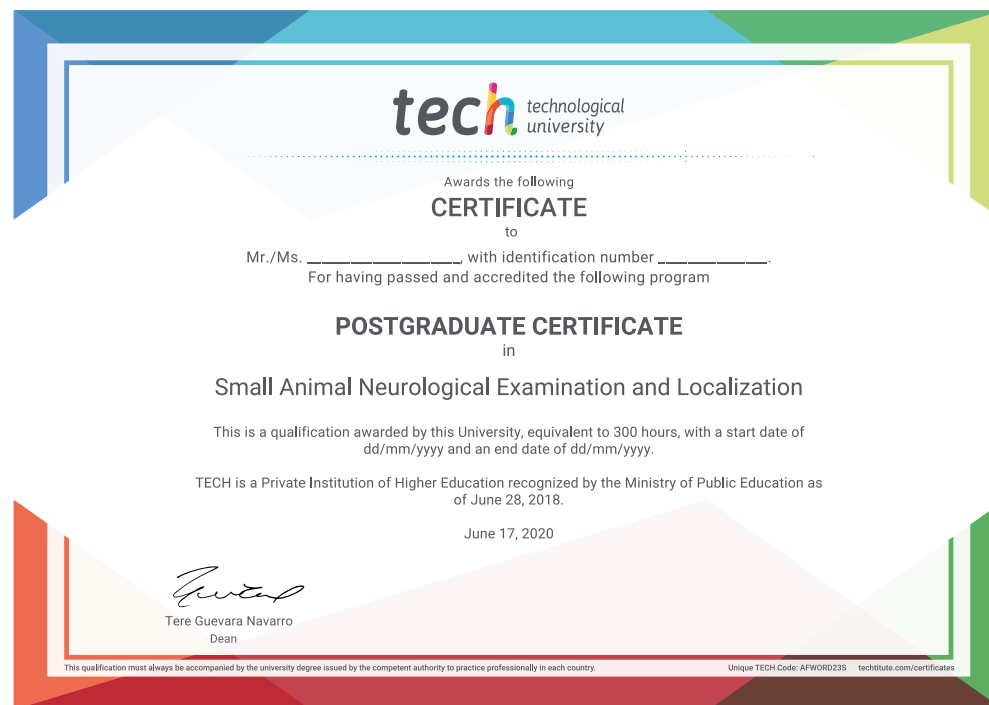 tech technological
university
Awards the following
CERTIFICATE
to
Mr./Ms. ____________________, with identification number ______________.
For having passed and accredited the following program
POSTGRADUATE CERTIFICATE
in
Small Animal Neurological Examination and Localization
This is a qualification awarded by this University, equivalent to 300 hours, with a start date of
dd/mm/yyyy and an end date of dd/mm/yyyy.
TECH is a Private Institution of Higher Education recognized by the Ministry of Public Education as
of June 28, 2018.
June 17, 2020
Tere Guevara Navarro
Dean
This qualification must always be accompanied by the university degree issued by the competent authority to practice professionally in each country.
Unique TECH Code: AFWORD23S techtitute.com/certificates